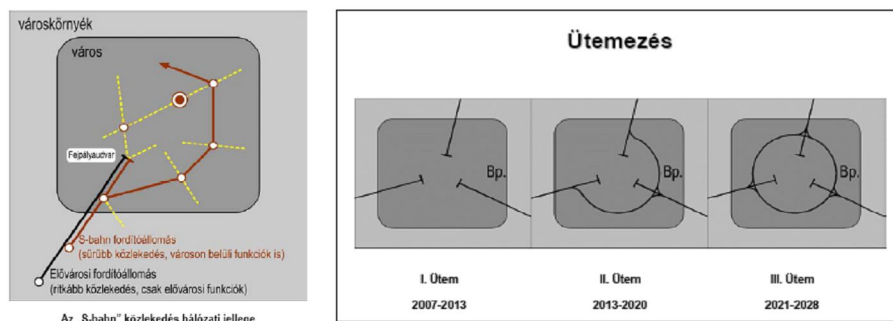 városkörnyék
város
Fejpályaudvar
S-bahn fordítóállomás
(sűrűbb közlekedés, városon belüli funkciók is)
Elővárosi fordítóállomás
(ritkább közlekedés, csak elővárosi funkciók)
Az „S-bahn” közlekedés hálózati jellege
Ütemezés
Bp.
Bp.
Bp.
I. Ütem
2007-2013
II. Ütem
2013-2020
III. Ütem
2021-2028